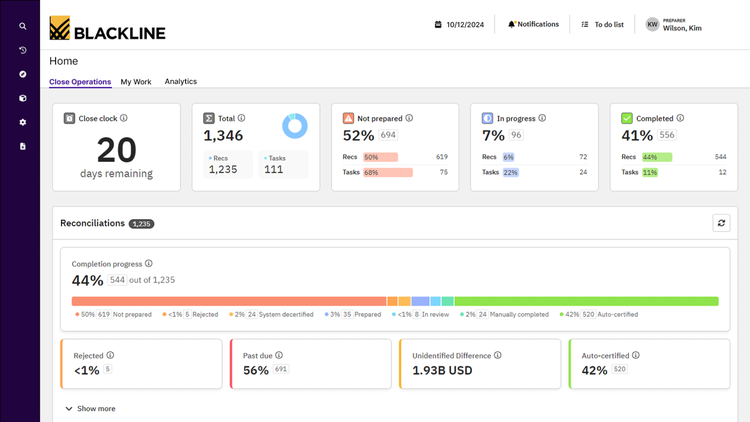 BLACKLINE
10/12/2024
Notifications
To do list
KW
PREPARER
Wilson, Kim
Home
Close Operations
My Work
Analytics
Close clock
20
days remaining
Total
1,346
Recs
1,235
Tasks
111
Not prepared
52% 694
Recs 50% 619
Tasks 68% 75
In progress
7% 96
Recs 6% 72
Tasks 22% 24
Completed
41% 556
Recs 44% 544
Tasks 11% 12
Reconciliations 1,235
Completion progress
44% 544 out of 1,235
50% 619 Not prepared
<1% 5 Rejected
2% 24 System decertified
3% 35 Prepared
<1% 8 In review
2% 24 Manually completed
42% 520 Auto-certified
Rejected
<1% 5
Past due
56% 691
Unidentified Difference
1.93B USD
Auto-certified
42% 520
Show more